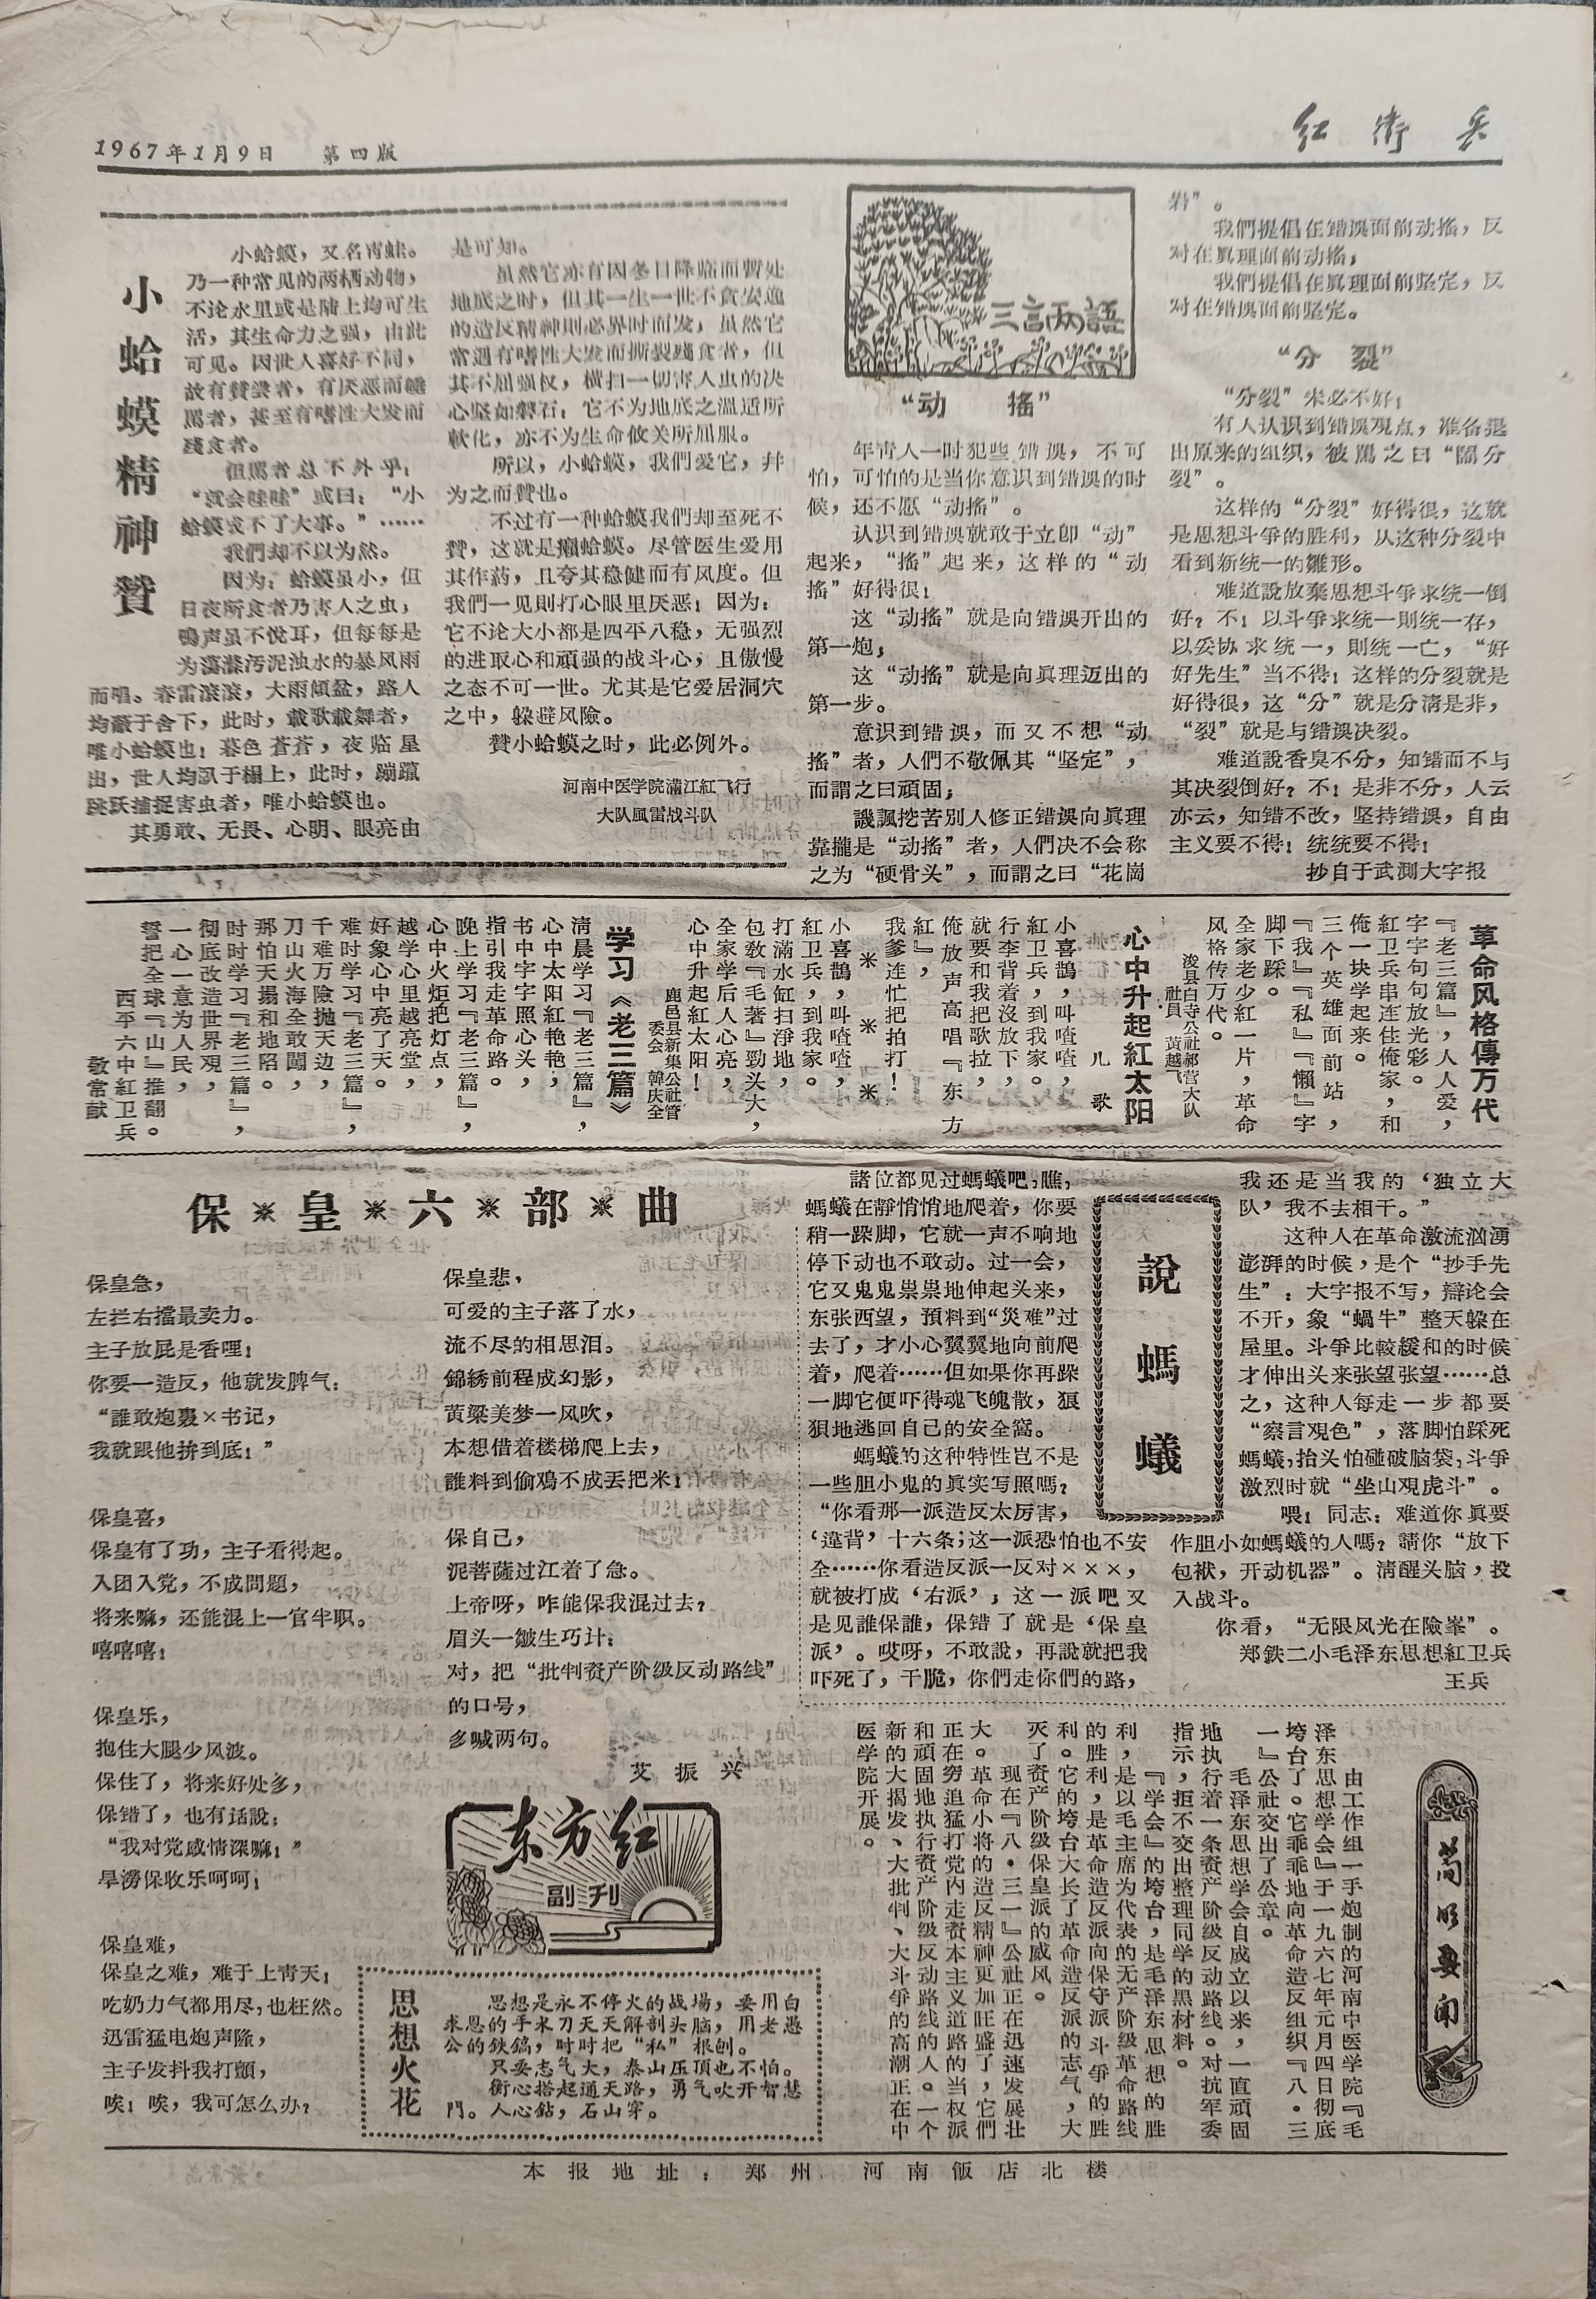 1967年1月9日　第四版
红衛兵
小蛤蟆精神贊
小蛤蟆，又名靑蛙。
乃一种常见的两栖动物，
不论水里或是陆上均可生
活，其生命力之强，由此
可见。因世人喜好不同，
故有贊尝者，有厌恶而
駡者，甚至有嗜性大发而
残食者。
但駡者总不外乎：
“就会哇哇”或曰：“小
蛤蟆成不了大事。”……
我們却不以为然。
因为：蛤蟆虽小，但
日夜所食者乃害人之虫，
鳴声虽不悅耳，但每每是
为蕩滌污泥浊水的暴风雨
而唱。春雷滾滾，大雨傾盆，路人
均蔽于舍下，此时，載歌載舞者，
唯小蛤蟆也！暮色苍苍，夜临星
出，世人均臥于榻上，此时，蹦躥
跳跃捕捉害虫者，唯小蛤蟆也。
其勇敢、无畏、心明、眼亮由
是可知。
虽然它亦有因冬日降临而暫处
地底之时，但其一生一世不貪安逸
的造反精神則必界时而发，虽然它
常遇有嗜性大发而撕裂殘食者，但
其不屈强权，横扫一切害人虫的决
心坚如磐石；它不为地底之溫适所
軟化，亦不为生命攸关所屈服。
所以，小蛤蟆，我們爱它，幷
为之而贊也。
不过有一种蛤蟆我們却至死不
贊，这就是癩蛤蟆。尽管医生爱用
其作葯，且夸其稳健而有风度。但
我們一见則打心眼里厌恶！因为：
它不论大小都是四平八稳，无强烈
的进取心和頑强的战斗心，且傲慢
之态不可一世。尤其是它爱居洞穴
之中，躱避风險。
贊小蛤蟆之时，此必例外。
河南中医学院滿江紅飞行
大队風雷战斗队
三言两語
“动　搖”
年靑人一时犯些错误，不可
怕，可怕的是当你意识到错误的时
候，还不愿“动搖”。
认识到错误就敢于立卽“动”
起来，“搖”起来，这样的“动
搖”好得很！
这“动搖”就是向错误开出的
第一炮；
这“动搖”就是向眞理迈出的
第一步。
意识到错误，而又不想“动
搖”者，人們不敬佩其“坚定”，
而謂之曰頑固；
譏諷挖苦别人修正错误向眞理
靠攏是“动搖”者，人們决不会称
之为“硬骨头”，而謂之曰“花崗
岩”。
我們提倡在错误面前动搖，反
对在眞理面前动搖；
我們提倡在眞理面前坚定，反
对在错误面前坚定。
“分　裂”
“分裂”未必不好！
有人认识到错误观点，准备退
出原来的组织，被駡之曰“鬧分
裂”。
这样的“分裂”好得很，这就
是思想斗爭的胜利，从这种分裂中
看到新统一的雛形。
难道說放棄思想斗爭求统一倒
好？不！以斗爭求统一則统一存，
以妥协求统一，則统一亡，“好
好先生”当不得！这样的分裂就是
好得很，这“分”就是分淸是非，
“裂”就是与错误决裂。
难道說香臭不分，知错而不与
其决裂倒好？不！是非不分，人云
亦云，知错不改，坚持错误，自由
主义要不得！统统要不得！
抄自于武測大字报
草命风格傳万代
『老三篇』，人人爱，
字字句句放光彩。
紅卫兵串连住俺家，和
俺一块学起来。
三个英雄面前站，
『我』『私』『懶』字
脚下踩。
全家老少紅一片，革命
风格传万代。
浚县白寺公社郝营大队
社員　黃越飞
心中升起紅太阳
儿歌
小喜鵲，叫喳喳，
紅卫兵，到我家。
行李背着沒放下，
就要和我把歌拉，
俺放声高唱『东方
紅』，
我爹连忙把拍打！
＊　＊　＊
小喜鵲，叫喳喳，
紅卫兵，到我家。
打滿水缸扫淨地，
包教『毛著』勁头大，
全家学后人心亮，
心中升起紅太阳！
鹿邑县新集公社管
委会　韓庆全
学习《老三篇》
淸晨学习『老三篇』，
心中太阳紅艳艳，
书中字字照心头，
指引我走革命路。
晚上学习『老三篇』，
心中火炬把灯点，
越学心里越亮堂，
好象心中亮了天。
难时学习『老三篇』，
千难万險抛天边，
刀山火海全敢闖，
那怕天塌和地陷。
时时学习『老三篇』，
彻底改造世界观，
一心一意为人民，
誓把全球『山』推翻。
西平六中紅卫兵
敬常献
保＊皇＊六＊部＊曲
保皇急，
左拦右擋最卖力。
主子放屁是香哩！
你要一造反，他就发脾气：
“誰敢炮轰×书记，
我就跟他拚到底！”
保皇喜，
保皇有了功，主子看得起。
入团入党，不成問題，
将来嘛，还能混上一官半职。
嘻嘻嘻！
保皇乐，
抱住大腿少风波。
保住了，将来好处多，
保错了，也有话說：
“我对党感情深嘛！”
旱澇保收乐呵呵！
保皇难，
保皇之难，难于上靑天！
吃奶力气都用尽，也枉然。
迅雷猛电炮声隆，
主子发抖我打顫，
唉！唉，我可怎么办？
保皇悲，
可爱的主子落了水，
流不尽的相思泪。
錦綉前程成幻影，
黃粱美梦一风吹，
本想借着楼梯爬上去，
誰料到偷鸡不成丢把米！
保自己，
泥菩薩过江着了急。
上帝呀，咋能保我混过去？
眉头一皺生巧计：
对，把“批判资产阶级反动路线”
的口号，
多喊两句。
艾振兴
东方红
副刊
思想火花
思想是永不停火的战場，要用白
求恩的手术刀天天解剖头脑，用老愚
公的鉄鎬，时时把“私”根刨。
只要志气大，泰山压頂也不怕。
衡心搭起通天路，勇气吹开智慧
門。人心鉆，石山穿。
說螞蟻
諸位都见过螞蟻吧；瞧，
螞蟻在靜悄悄地爬着，你要
稍一跺脚，它就一声不响地
停下动也不敢动。过一会，
它又鬼鬼祟祟地伸起头来，
东张西望，預料到“災难”过
去了，才小心翼翼地向前爬
着，爬着……但如果你再跺
一脚它便吓得魂飞魄散，狼
狽地逃回自己的安全窩。
螞蟻的这种特性岂不是
一些胆小鬼的眞实写照嗎？
“你看那一派造反太厉害，
‘違背’十六条；这一派恐怕也不安
全……你看造反派一反对×××，
就被打成‘右派’；这一派吧又
是见誰保誰，保错了就是‘保皇
派’。哎呀，不敢說，再說就把我
吓死了，干脆，你們走你們的路，
我还是当我的‘独立大
队’，我不去相干。”
这种人在革命激流汹湧
澎湃的时候，是个“抄手先
生”：大字报不写，辯论会
不开，象“蝸牛”整天躱在
屋里。斗爭比較緩和的时候
才伸出头来张望张望……总
之，这种人每走一步都要
“察言观色”，落脚怕踩死
螞蟻，抬头怕碰破脑袋，斗爭
激烈时就“坐山观虎斗”。
喂！同志：难道你眞要
作胆小如螞蟻的人嗎？請你“放下
包袱，开动机器”。淸醒头脑，投
入战斗。
你看，“无限风光在險峯”。
郑鉄二小毛泽东思想紅卫兵
王兵
简明要闻
由工作组一手炮制的河南中医学院『毛
泽东思想学会』于一九六七年元月四日彻底
垮台了。它乖乖地向革命造反组织『八·三
一』公社交出了公章。
毛泽东思想学会自成立以来，一直頑固
地执行着一条资产阶级反动路线。对抗军委
指示，拒不交出整理同学的黑材料。
『学会』的垮台，是毛泽东思想的胜
利，是以毛主席为代表的无产阶级革命路线
的胜利，是革命造反派向保守派斗爭的胜
利。它的垮台大长了革命造反派的志气，大
灭了资产阶级保皇派的威风。
现在『八·三一』公社正在迅速发展壮
大。革命小将的造反精神更加旺盛了，它們
正在穷追猛打党内走资本主义道路的当权派
和頑固地执行资产阶级反动路线的人。一个
新的大揭发、大批判、大斗爭的高潮正在中
医学院开展。
本报地址：郑州　河南飯店北楼